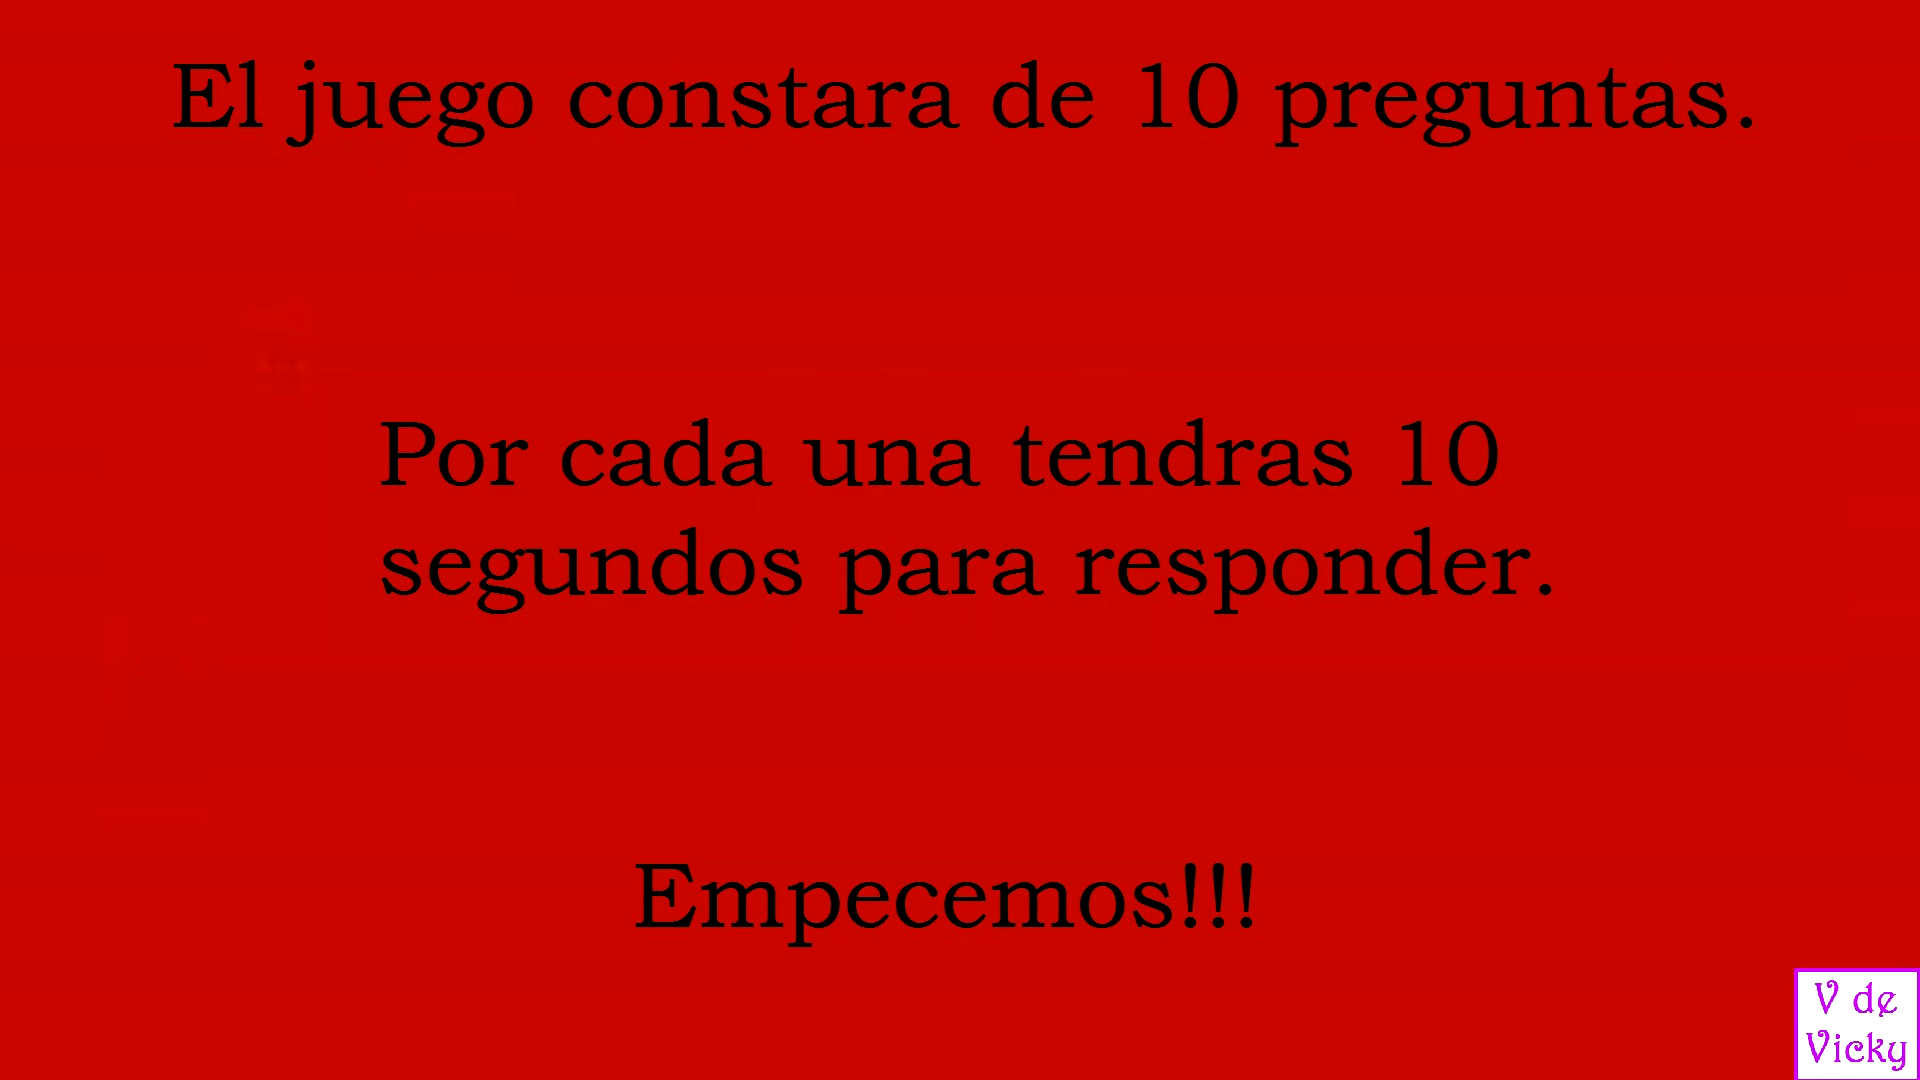 El juego constara de 10 preguntas.
Por cada una tendras 10
segundos para responder.
Empecemos!!!
V de
Vicky